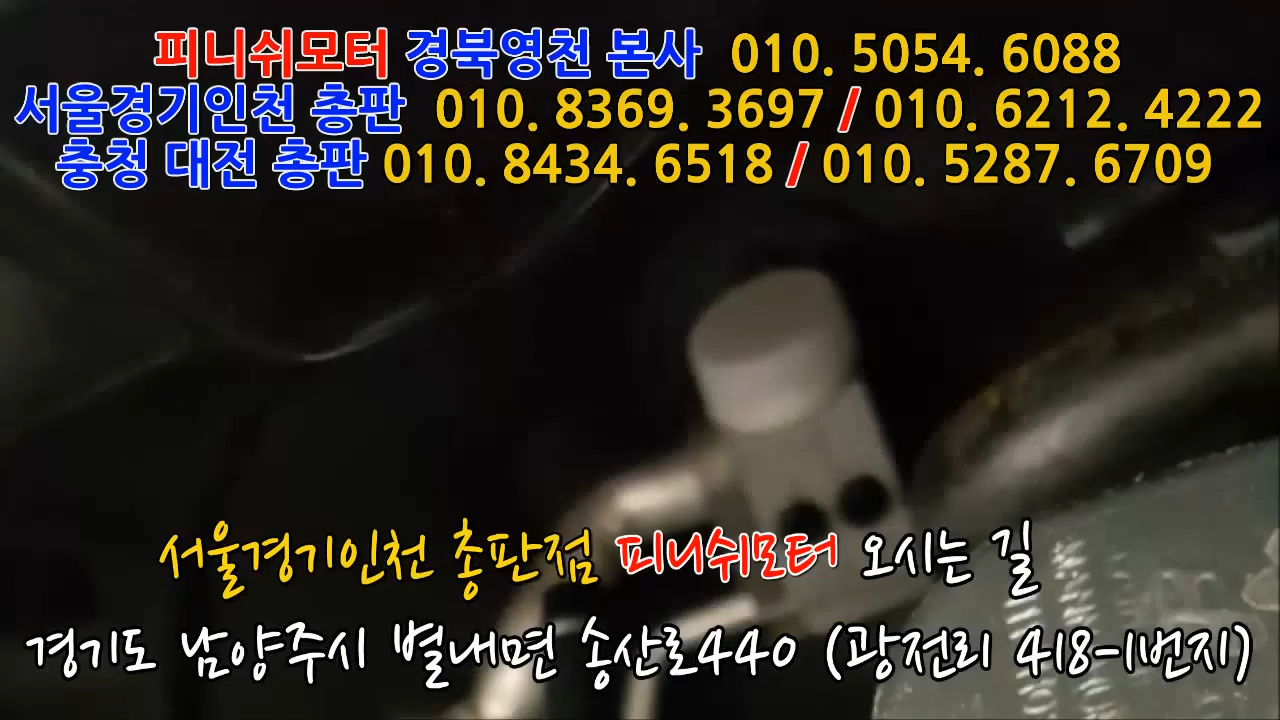 피니쉬모터 경북영천 본사 010. 5054. 6088
서울경기인천 총판 010. 8369. 3697 / 010. 6212. 4222
충청 대전 총판 010. 8434. 6518 / 010. 5287. 6709
서울경기인천 총판점 피니쉬모터 오시는 길
경기도 남양주시 별내면 송산로440 (광전리 418-1번지)